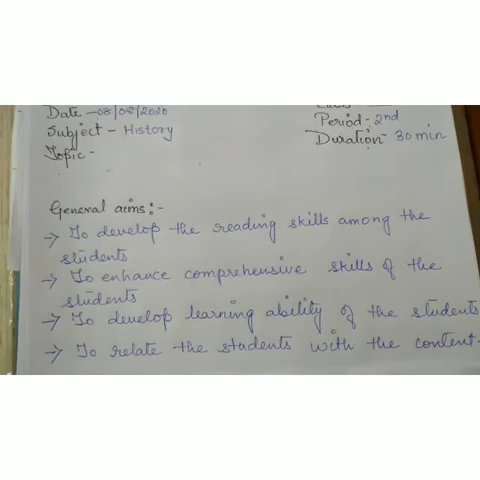 Date - 08/08/2020
Period - 2nd
Subject - History
Duration - 30 min
Topic -
General aims :-
→ To develop the reading skills among the
students
→ To enhance comprehensive skills of the
students
→ To develop learning ability of the students
→ To relate the students with the content.